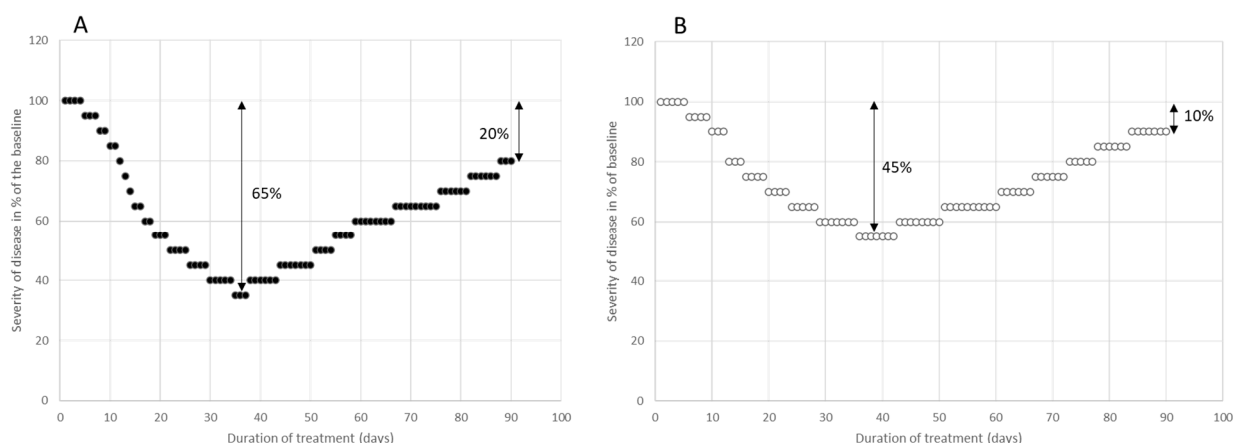 A
120
100
80
60
40
20
0
0 10 20 30 40 50 60 70 80 90 100
Severity of disease in % of the baseline
Duration of treatment (days)
65%
20%
B
120
100
80
60
40
20
0
0 10 20 30 40 50 60 70 80 90 100
Severity of disease in % of baseline
Duration of treatment (days)
45%
10%